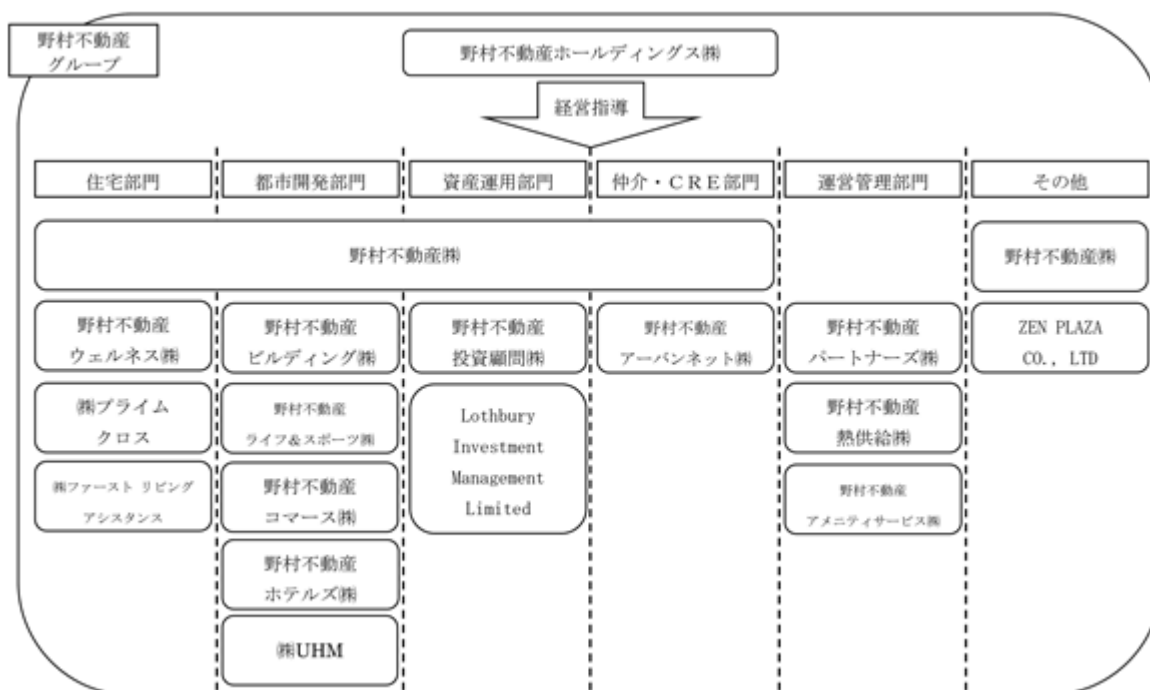 野村不動産
グループ
野村不動産ホールディングス㈱
経営指導
住宅部門
都市開発部門
資産運用部門
仲介・CRE部門
運営管理部門
その他
野村不動産㈱
野村不動産㈱
野村不動産
ウェルネス㈱
野村不動産
ビルディング㈱
野村不動産
投資顧問㈱
野村不動産
アーバンネット㈱
野村不動産
パートナーズ㈱
ZEN PLAZA
CO., LTD
㈱プライム
クロス
野村不動産
ライフ&スポーツ㈱
Lothbury
Investment
Management
Limited
野村不動産
熱供給㈱
㈱ファースト リビング
アシスタンス
野村不動産
コマース㈱
野村不動産
アメニティサービス㈱
野村不動産
ホテルズ㈱
㈱UHM